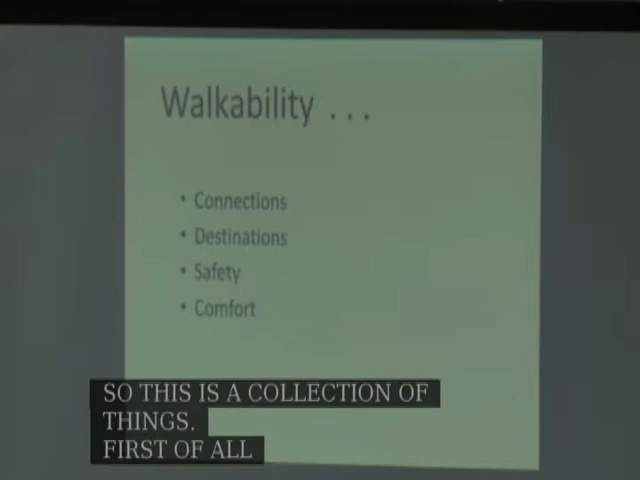 Walkability ...
• Connections
• Destinations
• Safety
• Comfort
SO THIS IS A COLLECTION OF
THINGS.
FIRST OF ALL